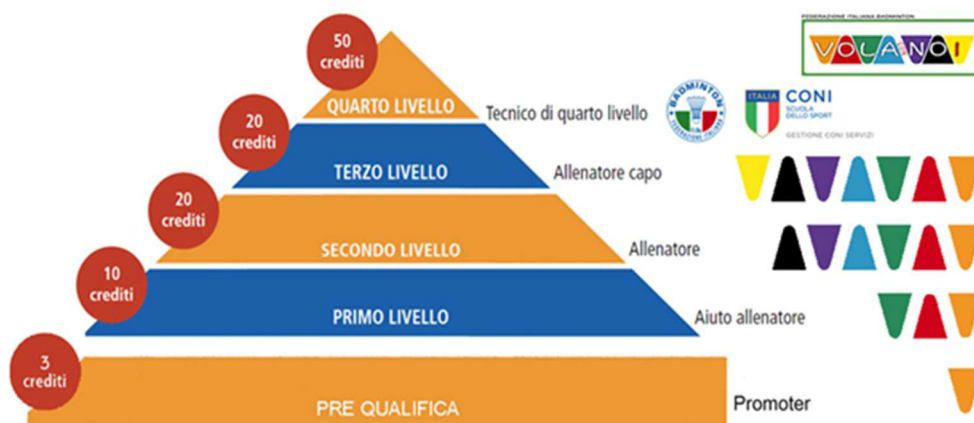 FEDERAZIONE ITALIANA BADMINTON
VOLA NOI
50
crediti
QUARTO LIVELLO
Tecnico di quarto livello
BADMINTON
FEDERAZIONE ITALIANA
ITALIA
CONI
SCUOLA
DELLO SPORT
GESTIONE CONI SERVIZI
20
crediti
TERZO LIVELLO
Allenatore capo
20
crediti
SECONDO LIVELLO
Allenatore
10
crediti
PRIMO LIVELLO
Aiuto allenatore
3
crediti
PRE QUALIFICA
Promoter